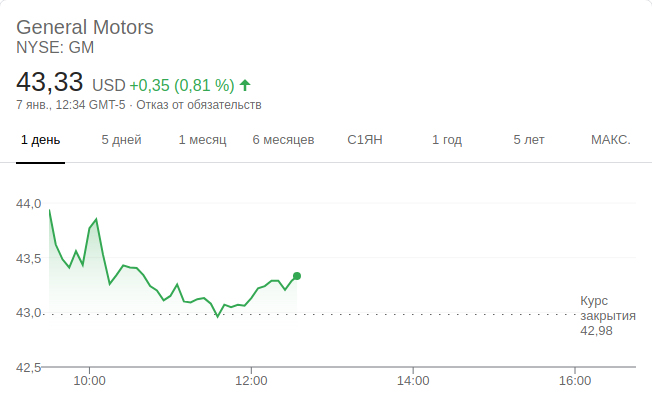 General Motors
NYSE: GM
43,33 USD +0,35 (0,81 %)
7 янв., 12:34 GMT-5 · Отказ от обязательств
1 день 5 дней 1 месяц 6 месяцев С1ЯН 1 год 5 лет МАКС.
44,0
43,5
43,0
Курс
закрытия
42,98
42,5
10:00 12:00 14:00 16:00